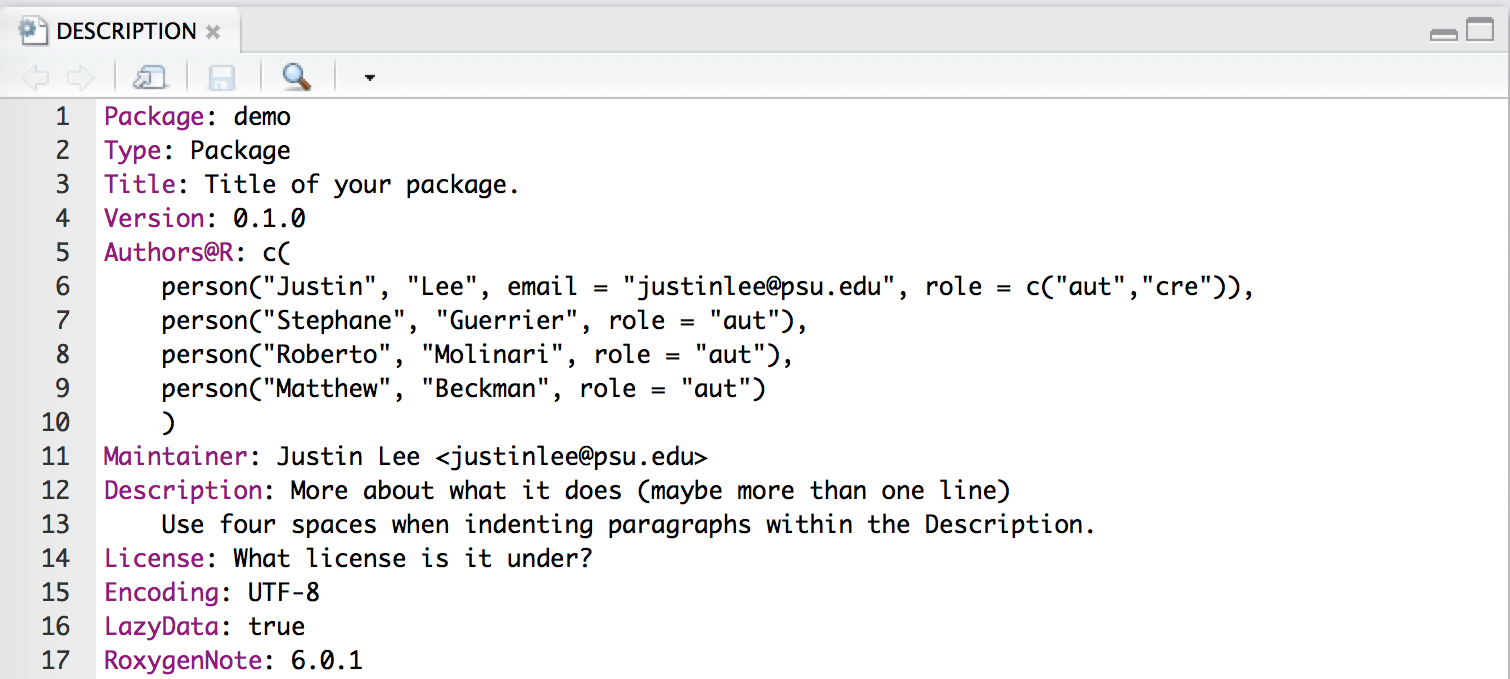 DESCRIPTION
1 Package: demo
2 Type: Package
3 Title: Title of your package.
4 Version: 0.1.0
5 Authors@R: c(
6     person("Justin", "Lee", email = "justinlee@psu.edu", role = c("aut","cre")),
7     person("Stephane", "Guerrier", role = "aut"),
8     person("Roberto", "Molinari", role = "aut"),
9     person("Matthew", "Beckman", role = "aut")
10     )
11 Maintainer: Justin Lee <justinlee@psu.edu>
12 Description: More about what it does (maybe more than one line)
13     Use four spaces when indenting paragraphs within the Description.
14 License: What license is it under?
15 Encoding: UTF-8
16 LazyData: true
17 RoxygenNote: 6.0.1